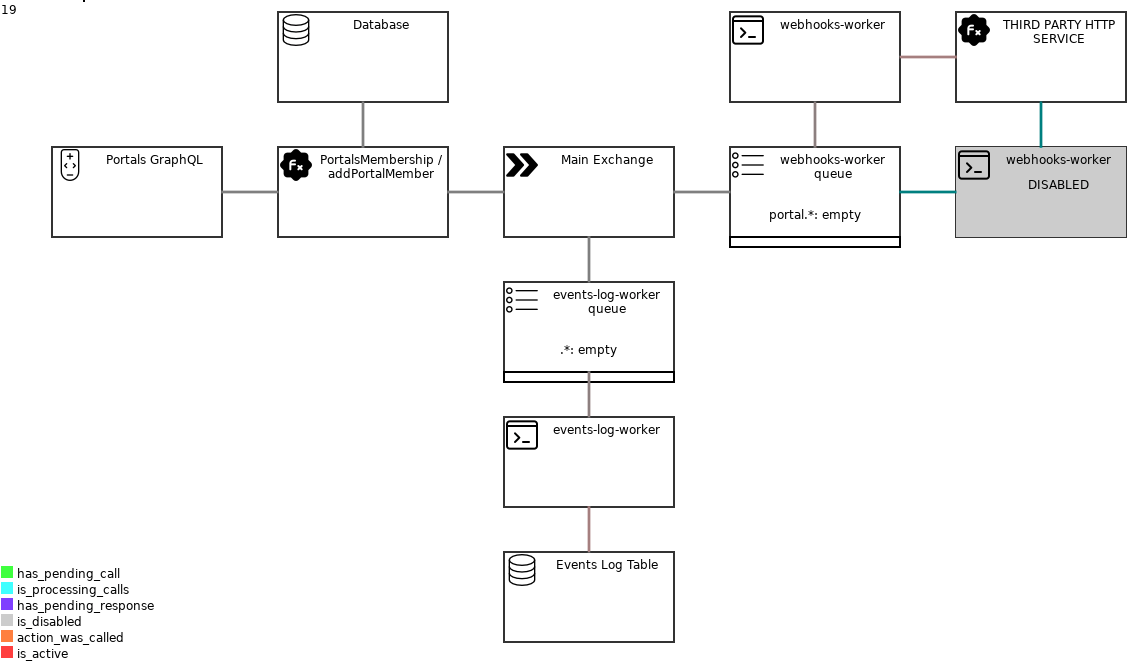 19
Database
webhooks-worker
THIRD PARTY HTTP
SERVICE
Portals GraphQL
PortalsMembership /
addPortalMember
Main Exchange
webhooks-worker
queue
portal.*: empty
webhooks-worker
DISABLED
events-log-worker
queue
.*: empty
events-log-worker
Events Log Table
has_pending_call
is_processing_calls
has_pending_response
is_disabled
action_was_called
is_active